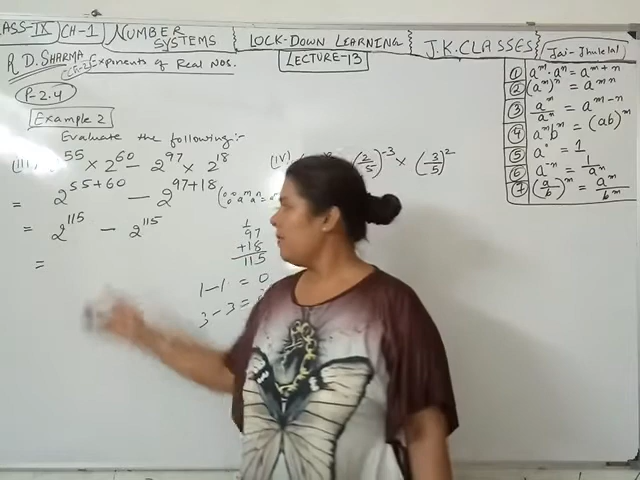 CLASS-IX CH-1 NUMBER SYSTEMS LOCK-DOWN LEARNING J.K.CLASSES Jai-Jhulelal
R.D. SHARMA Exponents of Real Nos. LECTURE-13
P-2.4
Example 2
Evaluate the following:-
(iii) 2^55 × 2^60 - 2^97 × 2^18
= 2^(55+60) - 2^(97+18)
= 2^115 - 2^115
=
1
97
+18
115
1-1 = 0
3-3 =
(iv) (2/5)^-3 × (3/5)^2
① a^m · a^n = a^(m+n)
② (a^m)^n = a^(mn)
③ a^m/a^n = a^(m-n)
④ a^m b^m = (ab)^m
⑤ a° = 1
⑥ a^-n = 1/a^n
⑦ (a/b)^m = a^m/b^m